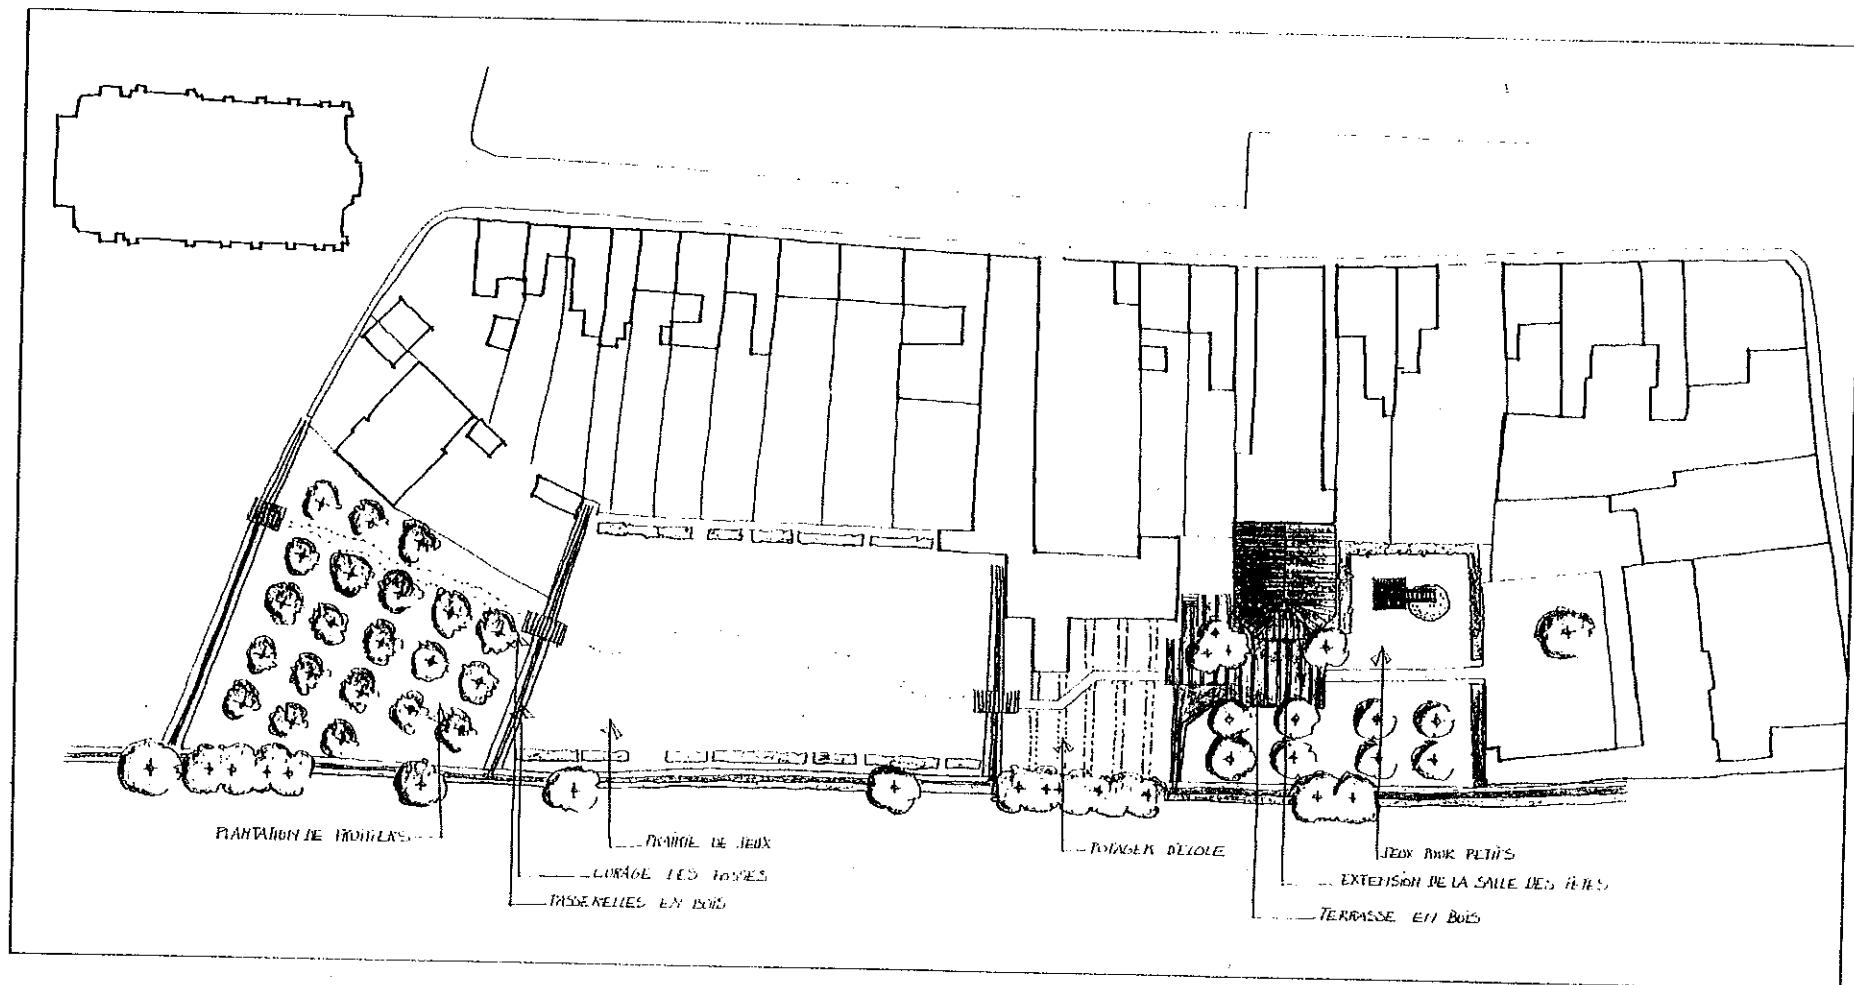 PLANTATION DE FRUITIERS
PRAIRIE DE JEUX
CURAGE DES FOSSES
PASSERELLES EN BOIS
POTAGER D'ECOLE
JEUX POUR PETITS
EXTENSION DE LA SALLE DES FETES
TERRASSE EN BOIS